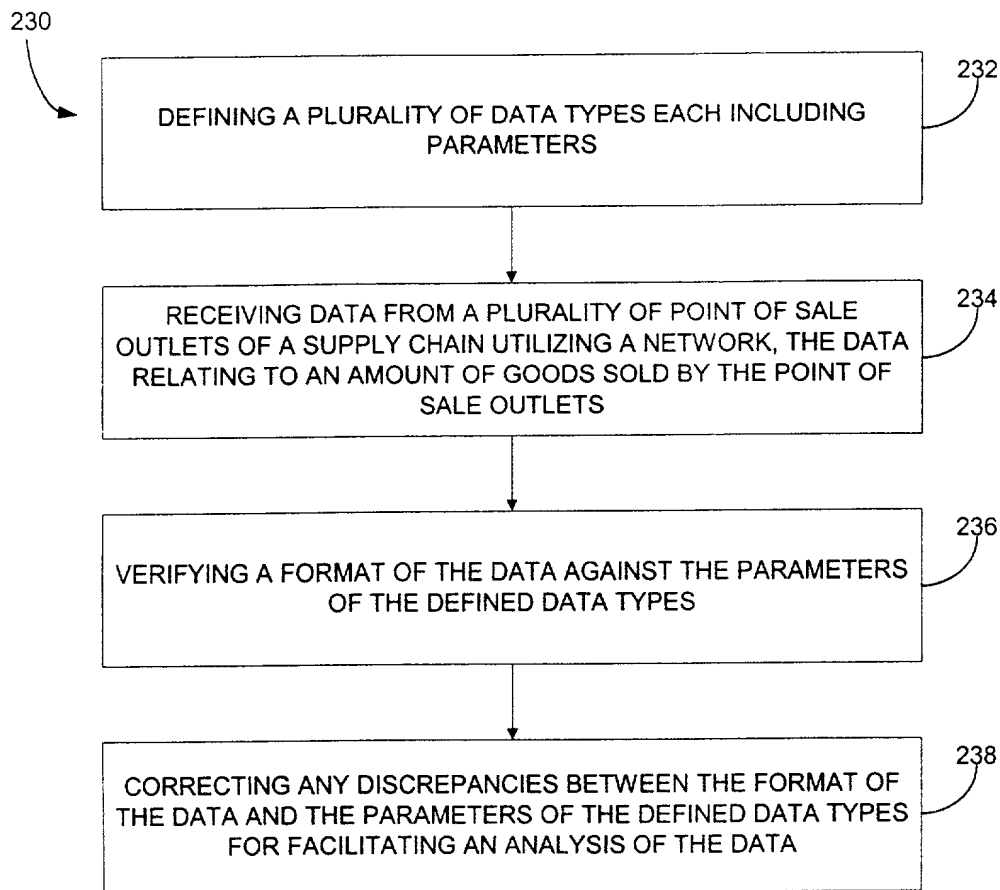 230
232
DEFINING A PLURALITY OF DATA TYPES EACH INCLUDING
PARAMETERS
234
RECEIVING DATA FROM A PLURALITY OF POINT OF SALE
OUTLETS OF A SUPPLY CHAIN UTILIZING A NETWORK, THE DATA
RELATING TO AN AMOUNT OF GOODS SOLD BY THE POINT OF
SALE OUTLETS
236
VERIFYING A FORMAT OF THE DATA AGAINST THE PARAMETERS
OF THE DEFINED DATA TYPES
238
CORRECTING ANY DISCREPANCIES BETWEEN THE FORMAT OF
THE DATA AND THE PARAMETERS OF THE DEFINED DATA TYPES
FOR FACILITATING AN ANALYSIS OF THE DATA